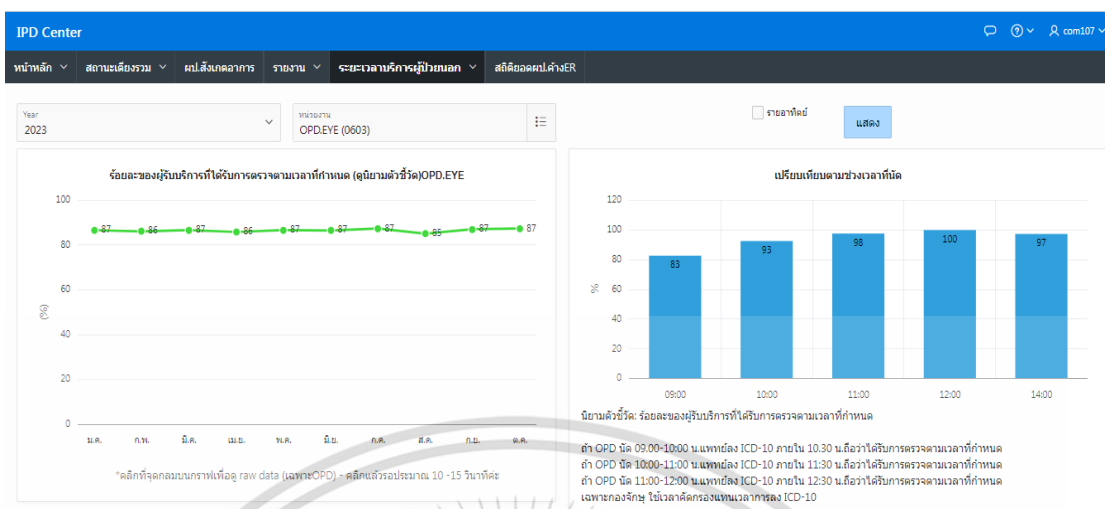 IPD Center
com107
หน้าหลัก สถานะเตียงรวม ผป.สังเกตอาการ รายงาน ระยะเวลาบริการผู้ป่วยนอก สถิติยอดผป.ค้างER
Year
2023
หน่วยงาน
OPD.EYE (0603)
รายอาทิตย์
แสดง
ร้อยละของผู้รับบริการที่ได้รับการตรวจตามเวลาที่กำหนด (ดูนิยามตัวชี้วัด)OPD.EYE
100
80
60
40
20
0
(%)
87 86 87 86 87 87 87 85 87 87
ม.ค. ก.พ. มี.ค. เม.ย. พ.ค. มิ.ย. ก.ค. ส.ค. ก.ย. ต.ค.
*คลิกที่จุดกลมบนกราฟเพื่อดู raw data (เฉพาะOPD) - คลิกแล้วรอประมาณ 10 -15 วินาทีค่ะ
เปรียบเทียบตามช่วงเวลาที่นัด
120
100
80
60
40
20
0
%
83 93 98 100 97
09:00 10:00 11:00 12:00 14:00
นิยามตัวชี้วัด: ร้อยละของผู้รับบริการที่ได้รับการตรวจตามเวลาที่กำหนด
ถ้า OPD นัด 09.00-10:00 น.แพทย์ลง ICD-10 ภายใน 10.30 น.ถือว่าได้รับการตรวจตามเวลาที่กำหนด
ถ้า OPD นัด 10:00-11:00 น.แพทย์ลง ICD-10 ภายใน 11:30 น.ถือว่าได้รับการตรวจตามเวลาที่กำหนด
ถ้า OPD นัด 11:00-12:00 น.แพทย์ลง ICD-10 ภายใน 12:30 น.ถือว่าได้รับการตรวจตามเวลาที่กำหนด
เฉพาะกองจักษุ ใช้เวลาคัดกรองแทนเวลาการลง ICD-10